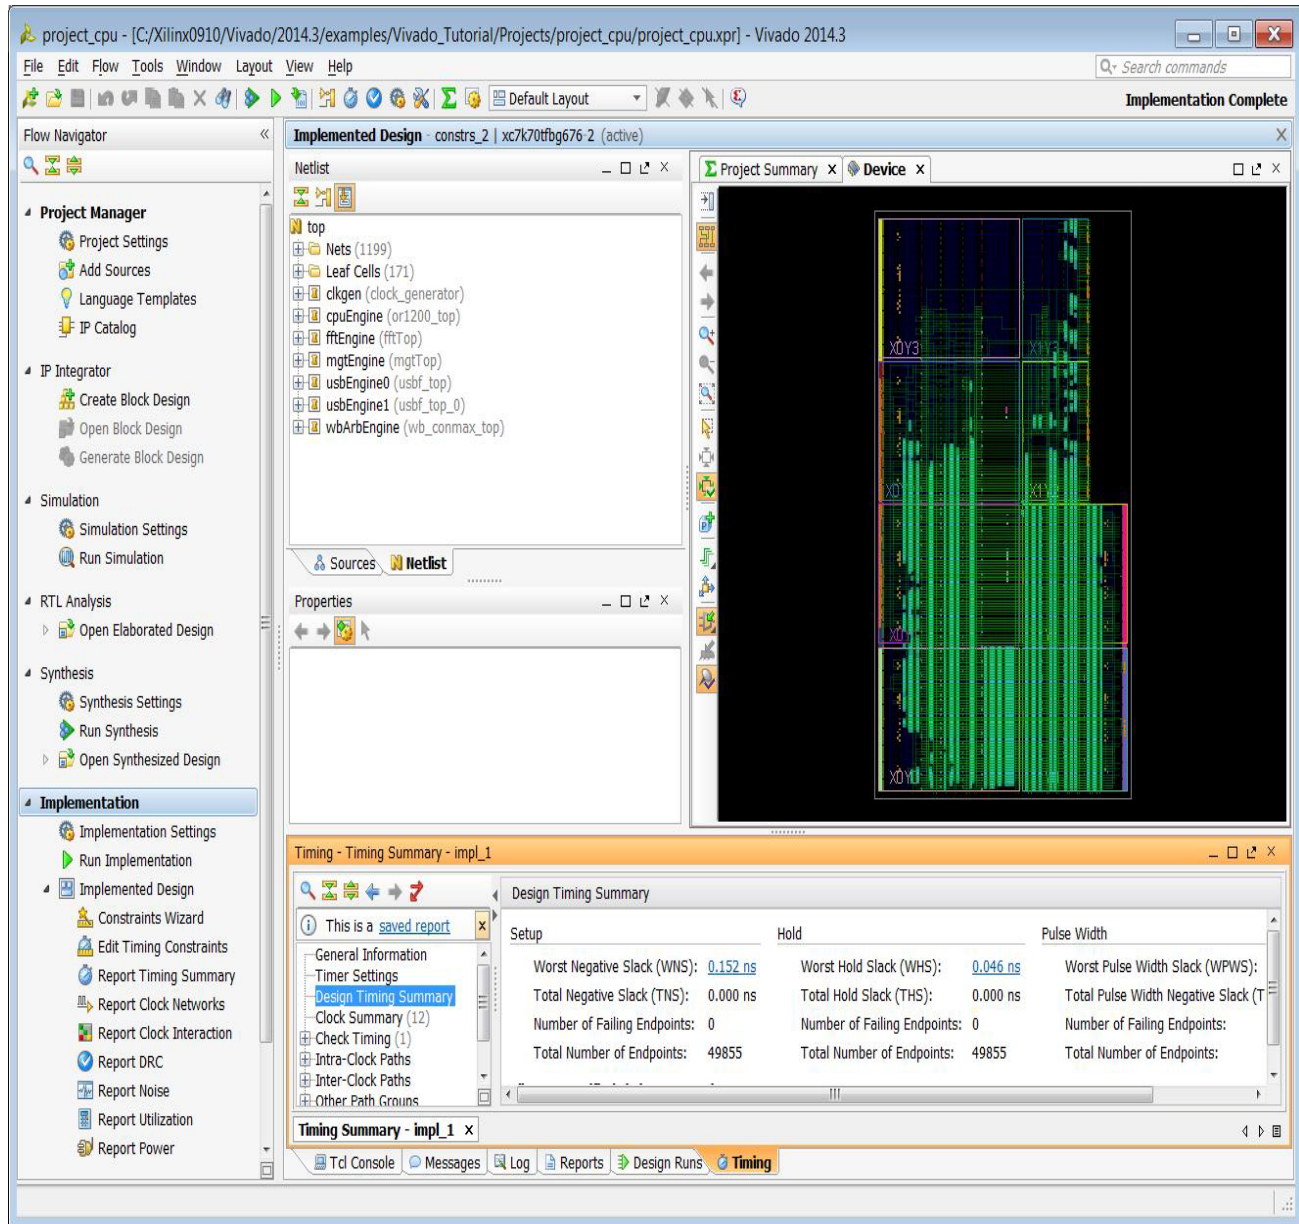 project_cpu - [C:/Xilinx0910/Vivado/2014.3/examples/Vivado_Tutorial/Projects/project_cpu/project_cpu.xpr] - Vivado 2014.3
File Edit Flow Tools Window Layout View Help
Search commands
Default Layout
Implementation Complete
Flow Navigator
Project Manager
Project Settings
Add Sources
Language Templates
IP Catalog
IP Integrator
Create Block Design
Open Block Design
Generate Block Design
Simulation
Simulation Settings
Run Simulation
RTL Analysis
Open Elaborated Design
Synthesis
Synthesis Settings
Run Synthesis
Open Synthesized Design
Implementation
Implementation Settings
Run Implementation
Implemented Design
Constraints Wizard
Edit Timing Constraints
Report Timing Summary
Report Clock Networks
Report Clock Interaction
Report DRC
Report Noise
Report Utilization
Report Power
Implemented Design - constrs_2 | xc7k70tfbg676-2 (active)
Netlist
top
Nets (1199)
Leaf Cells (171)
clkgen (clock_generator)
cpuEngine (or1200_top)
fftEngine (fftTop)
mgtEngine (mgtTop)
usbEngine0 (usbf_top)
usbEngine1 (usbf_top_0)
wbArbEngine (wb_conmax_top)
Sources Netlist
Properties
Project Summary Device
X0Y3 X1Y3
X0Y0
Timing - Timing Summary - impl_1
This is a saved report
General Information
Timer Settings
Design Timing Summary
Clock Summary (12)
Check Timing (1)
Intra-Clock Paths
Inter-Clock Paths
Other Path Groups
Design Timing Summary
Setup Hold Pulse Width
Worst Negative Slack (WNS): 0.152 ns Worst Hold Slack (WHS): 0.046 ns Worst Pulse Width Slack (WPWS):
Total Negative Slack (TNS): 0.000 ns Total Hold Slack (THS): 0.000 ns Total Pulse Width Negative Slack (T
Number of Failing Endpoints: 0 Number of Failing Endpoints: 0 Number of Failing Endpoints:
Total Number of Endpoints: 49855 Total Number of Endpoints: 49855 Total Number of Endpoints:
Timing Summary - impl_1
Tcl Console Messages Log Reports Design Runs Timing